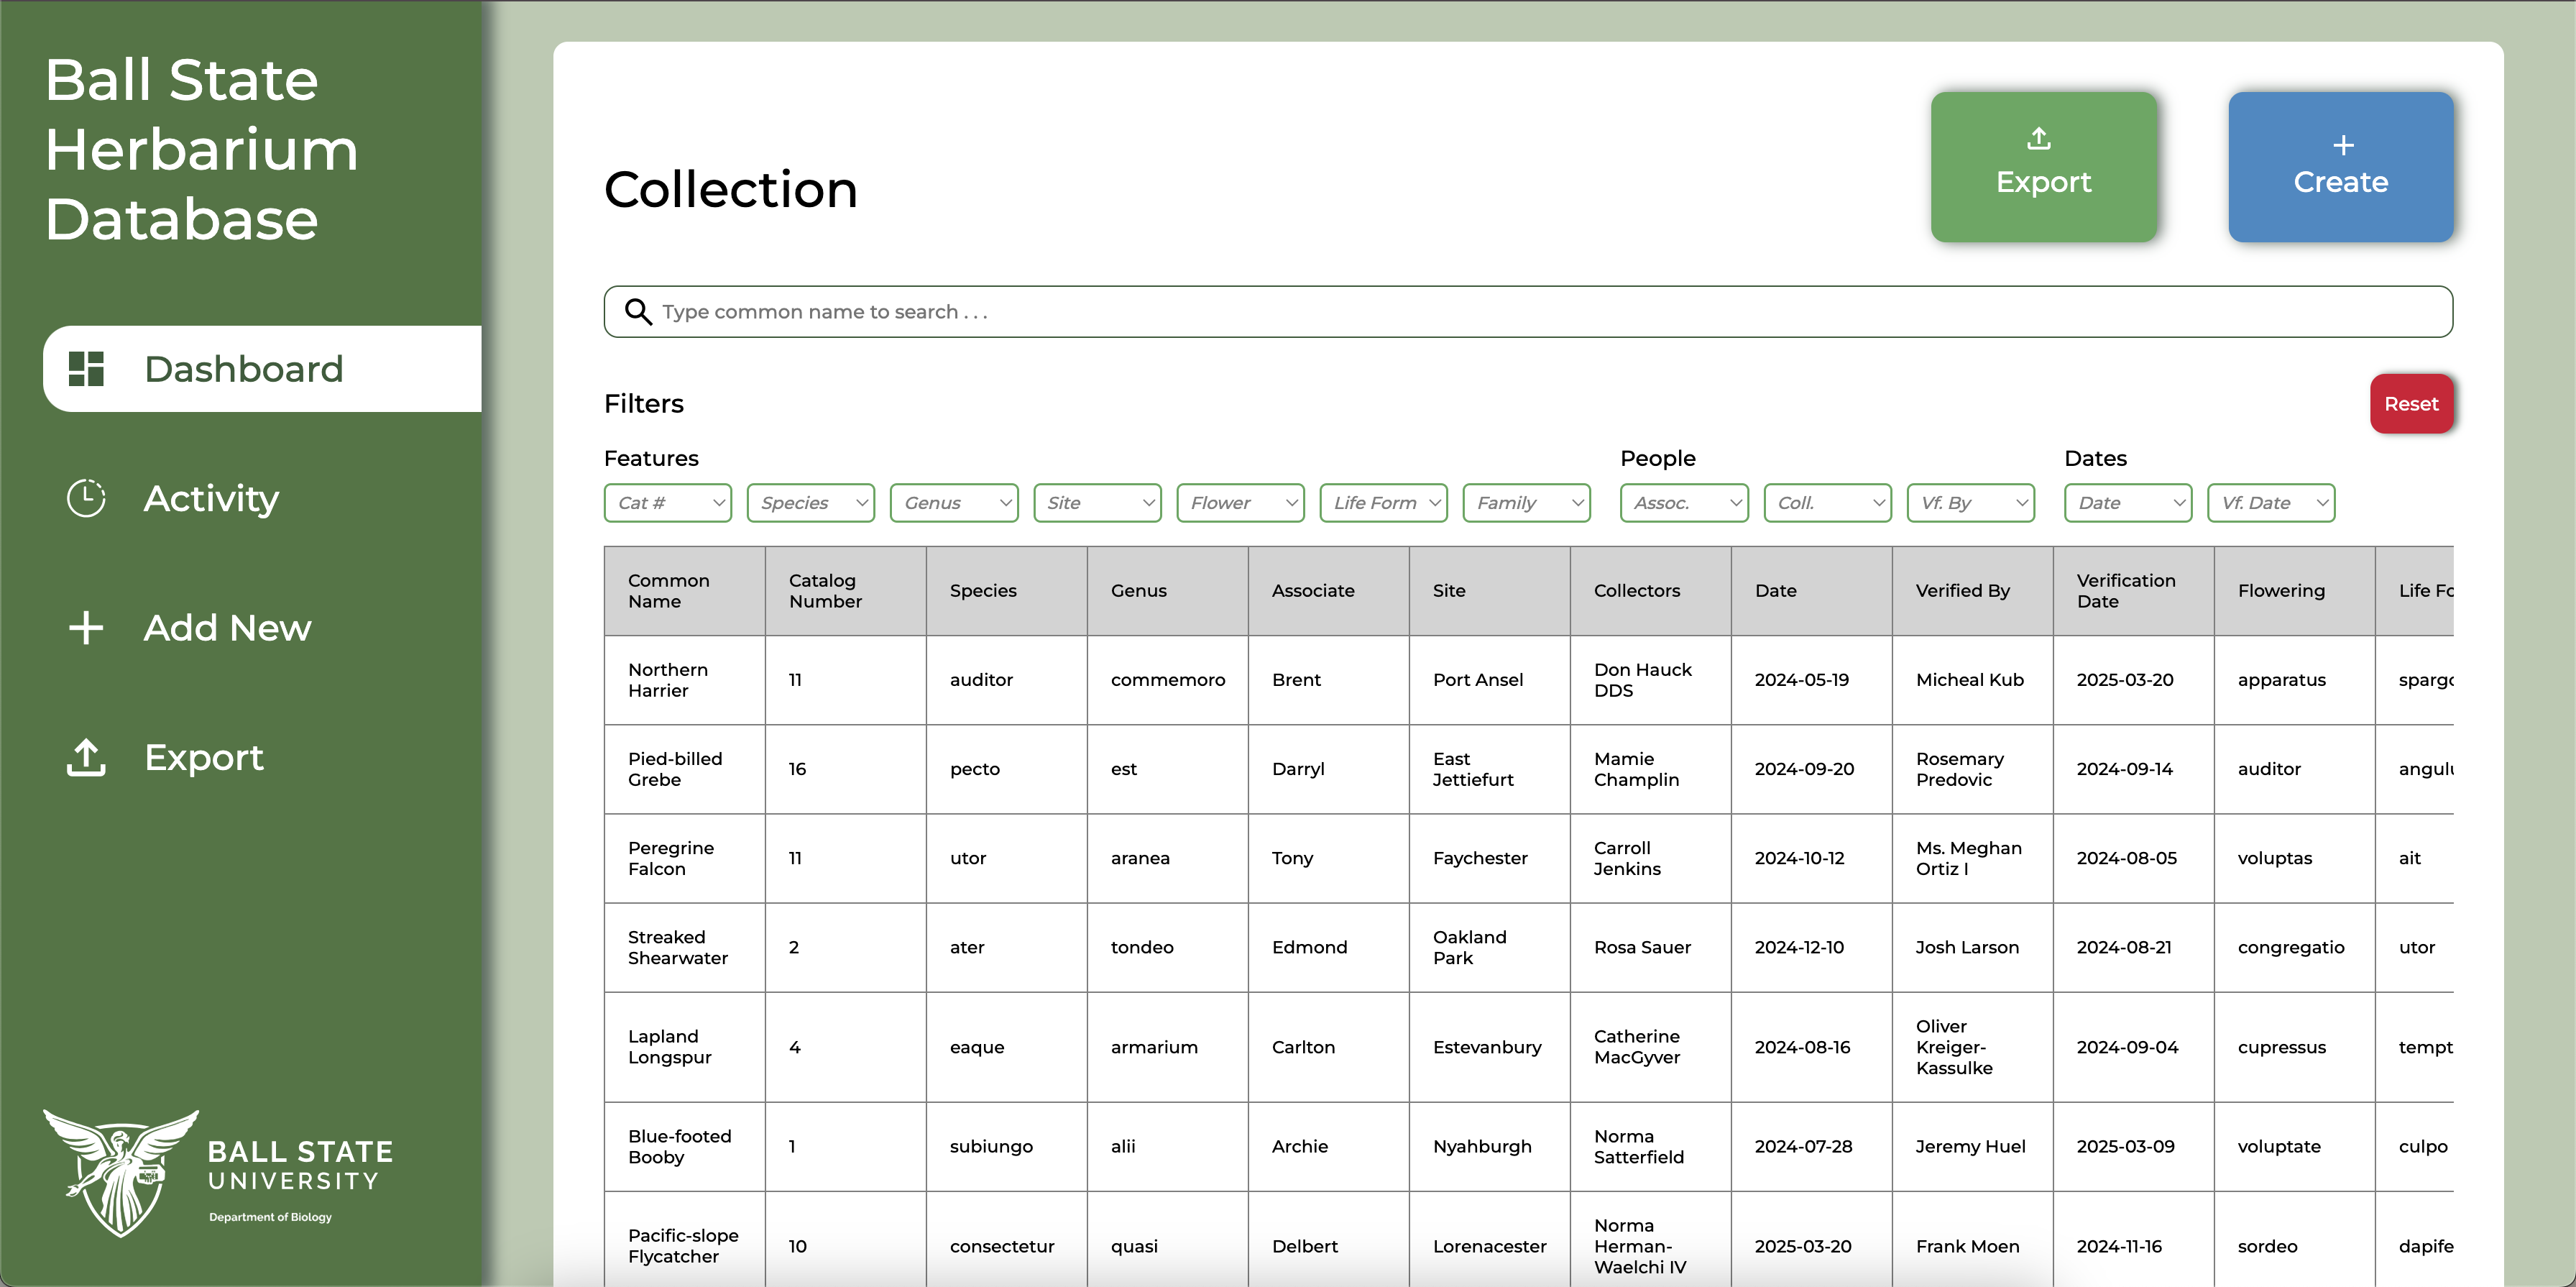 Ball State
Herbarium
Database
Dashboard
Activity
Add New
Export
BALL STATE
UNIVERSITY
Department of Biology
Collection
Export
Create
Type common name to search . . .
Filters
Reset
Features
People
Dates
Cat # Species Genus Site Flower Life Form Family Assoc. Coll. Vf. By Date Vf. Date
Common Name Catalog Number Species Genus Associate Site Collectors Date Verified By Verification Date Flowering Life Fo
Northern Harrier 11 auditor commemoro Brent Port Ansel Don Hauck DDS 2024-05-19 Micheal Kub 2025-03-20 apparatus spargo
Pied-billed Grebe 16 pecto est Darryl East Jettiefurt Mamie Champlin 2024-09-20 Rosemary Predovic 2024-09-14 auditor angulu
Peregrine Falcon 11 utor aranea Tony Faychester Carroll Jenkins 2024-10-12 Ms. Meghan Ortiz I 2024-08-05 voluptas ait
Streaked Shearwater 2 ater tondeo Edmond Oakland Park Rosa Sauer 2024-12-10 Josh Larson 2024-08-21 congregatio utor
Lapland Longspur 4 eaque armarium Carlton Estevanbury Catherine MacGyver 2024-08-16 Oliver Kreiger-Kassulke 2024-09-04 cupressus tempt
Blue-footed Booby 1 subiungo alii Archie Nyahburgh Norma Satterfield 2024-07-28 Jeremy Huel 2025-03-09 voluptate culpo
Pacific-slope Flycatcher 10 consectetur quasi Delbert Lorenacester Norma Herman-Waelchi IV 2025-03-20 Frank Moen 2024-11-16 sordeo dapife